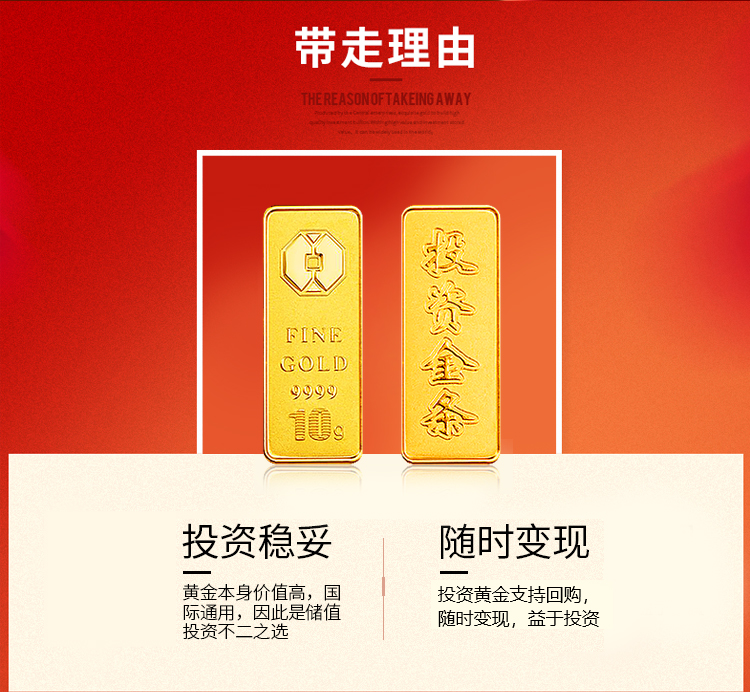 带走理由
THE REASON OF TAKEING AWAY
FINE
GOLD
9999
10g
投资金条
投资稳妥
黄金本身价值高，国
际通用，因此是储值
投资不二之选
随时变现
投资黄金支持回购，
随时变现，益于投资